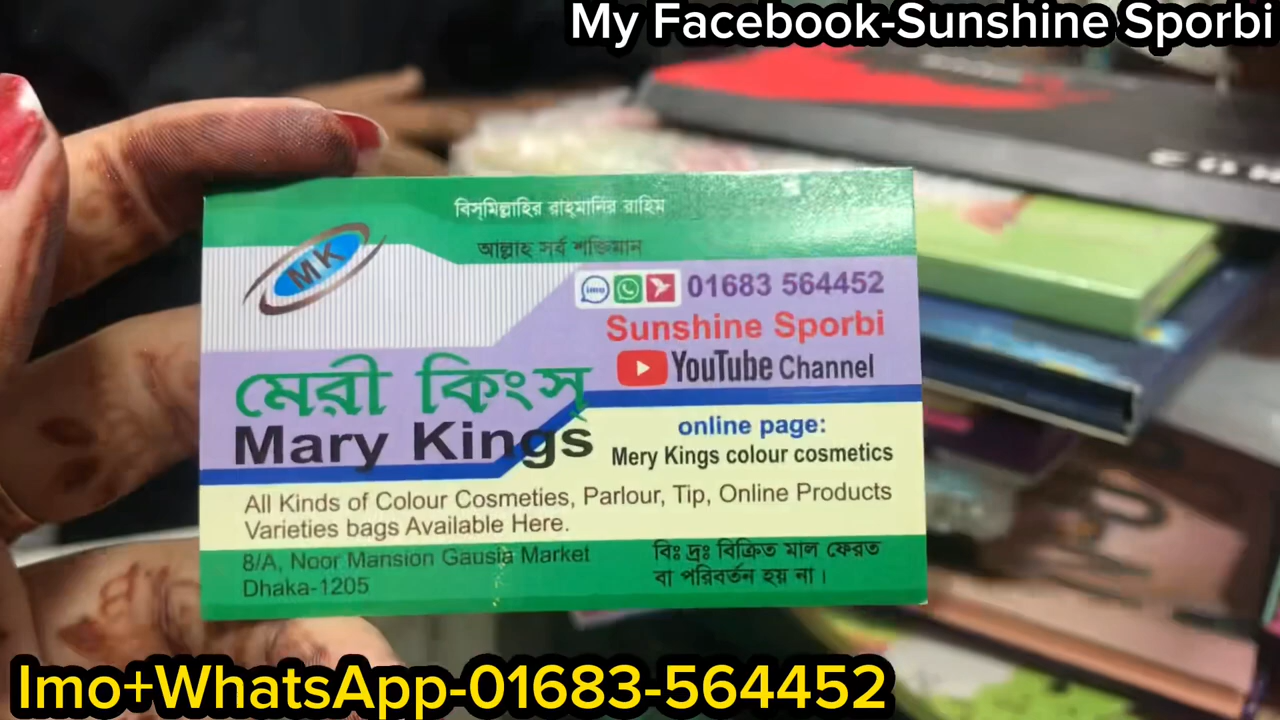 My Facebook-Sunshine Sporbi
বিস্‌মিল্লাহির রাহ্‌মানির রাহিম
আল্লাহ সর্ব শক্তিমান
MK
imo 01683 564452
Sunshine Sporbi
YouTube Channel
মেরী কিংস্
Mary Kings
online page:
Mery Kings colour cosmetics
All Kinds of Colour Cosmeties, Parlour, Tip, Online Products
Varieties bags Available Here.
8/A, Noor Mansion Gausia Market
Dhaka-1205
বিঃ দ্রঃ বিক্রিত মাল ফেরত
বা পরিবর্তন হয় না।
Imo+WhatsApp-01683-564452